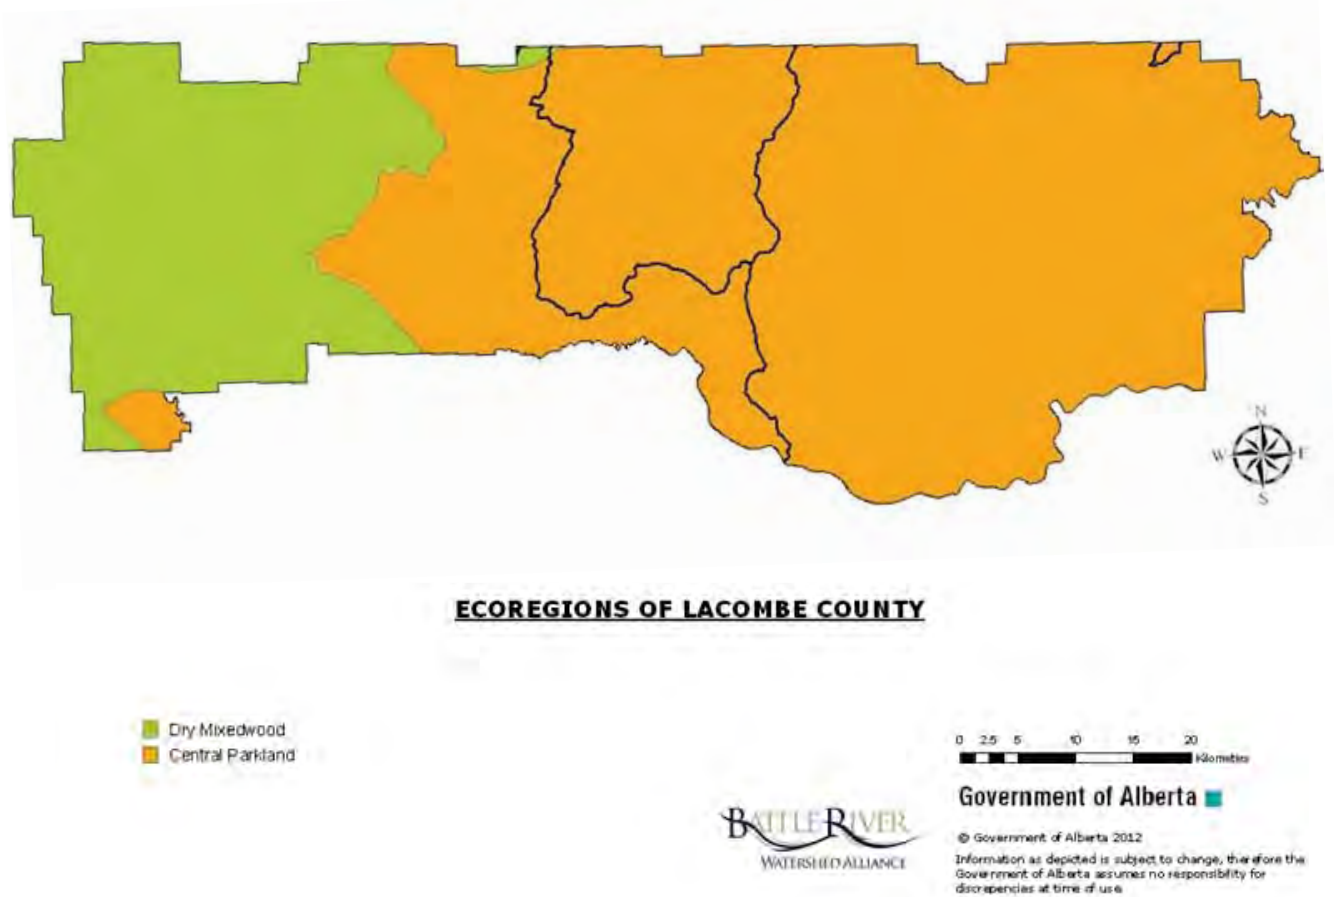 N
W E
S
ECOREGIONS OF LACOMBE COUNTY
Dry Mixedwood
Central Parkland
0 2.5 5 10 15 20
Kilometers
Government of Alberta
BATTLE RIVER
WATERSHED ALLIANCE
© Government of Alberta 2012
Information as depicted is subject to change, therefore the
Government of Alberta assumes no responsibility for
discrepancies at time of use.